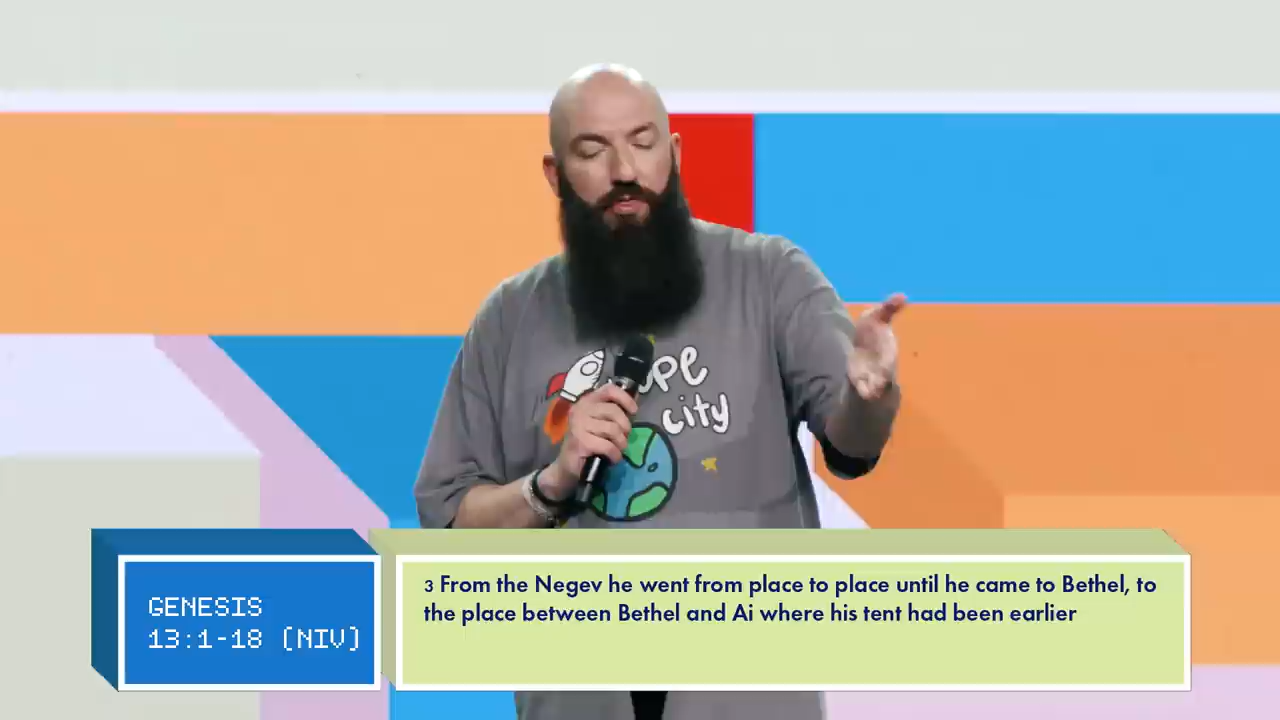 ope
city
GENESIS
13:1-18 (NIV)
3 From the Negev he went from place to place until he came to Bethel, to
the place between Bethel and Ai where his tent had been earlier